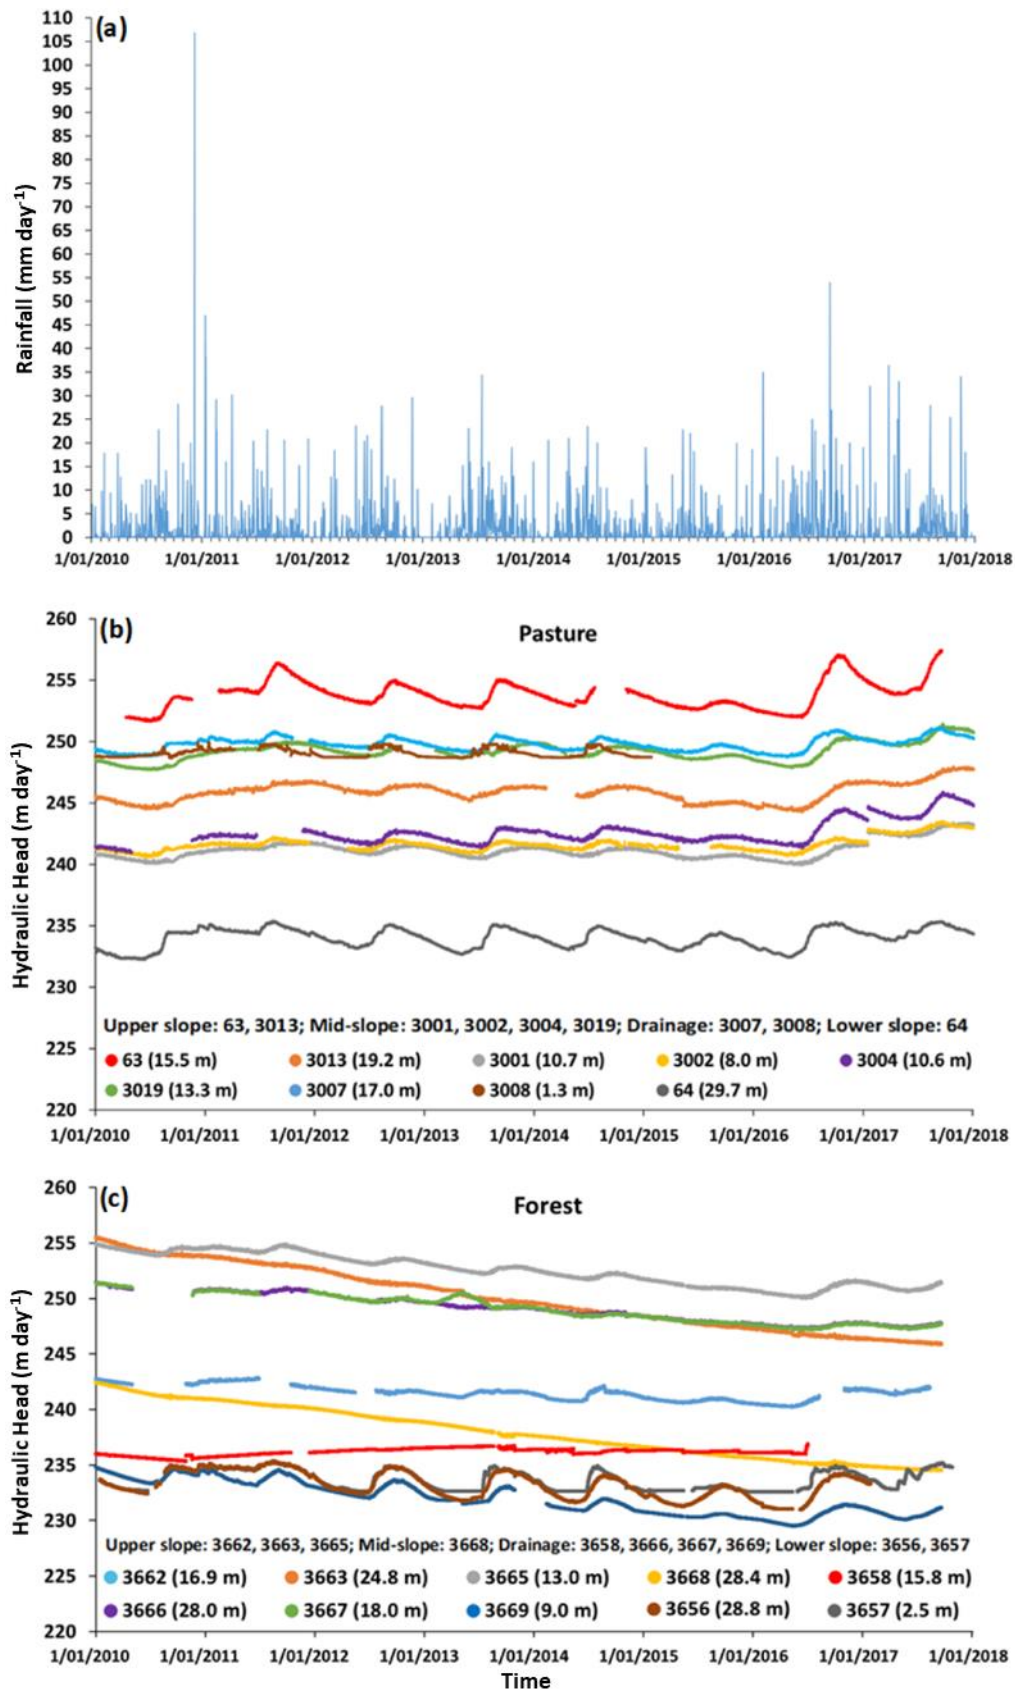 (a)
Rainfall (mm day-1)
110
105
100
95
90
85
80
75
70
65
60
55
50
45
40
35
30
25
20
15
10
5
0
1/01/2010 1/01/2011 1/01/2012 1/01/2013 1/01/2014 1/01/2015 1/01/2016 1/01/2017 1/01/2018
(b)
Pasture
Hydraulic Head (m day-1)
260
255
250
245
240
235
230
225
220
Upper slope: 63, 3013; Mid-slope: 3001, 3002, 3004, 3019; Drainage: 3007, 3008; Lower slope: 64
63 (15.5 m) 3013 (19.2 m) 3001 (10.7 m) 3002 (8.0 m) 3004 (10.6 m)
3019 (13.3 m) 3007 (17.0 m) 3008 (1.3 m) 64 (29.7 m)
1/01/2010 1/01/2011 1/01/2012 1/01/2013 1/01/2014 1/01/2015 1/01/2016 1/01/2017 1/01/2018
(c)
Forest
Hydraulic Head (m day-1)
260
255
250
245
240
235
230
225
220
Upper slope: 3662, 3663, 3665; Mid-slope: 3668; Drainage: 3658, 3666, 3667, 3669; Lower slope: 3656, 3657
3662 (16.9 m) 3663 (24.8 m) 3665 (13.0 m) 3668 (28.4 m) 3658 (15.8 m)
3666 (28.0 m) 3667 (18.0 m) 3669 (9.0 m) 3656 (28.8 m) 3657 (2.5 m)
1/01/2010 1/01/2011 1/01/2012 1/01/2013 1/01/2014 1/01/2015 1/01/2016 1/01/2017 1/01/2018
Time